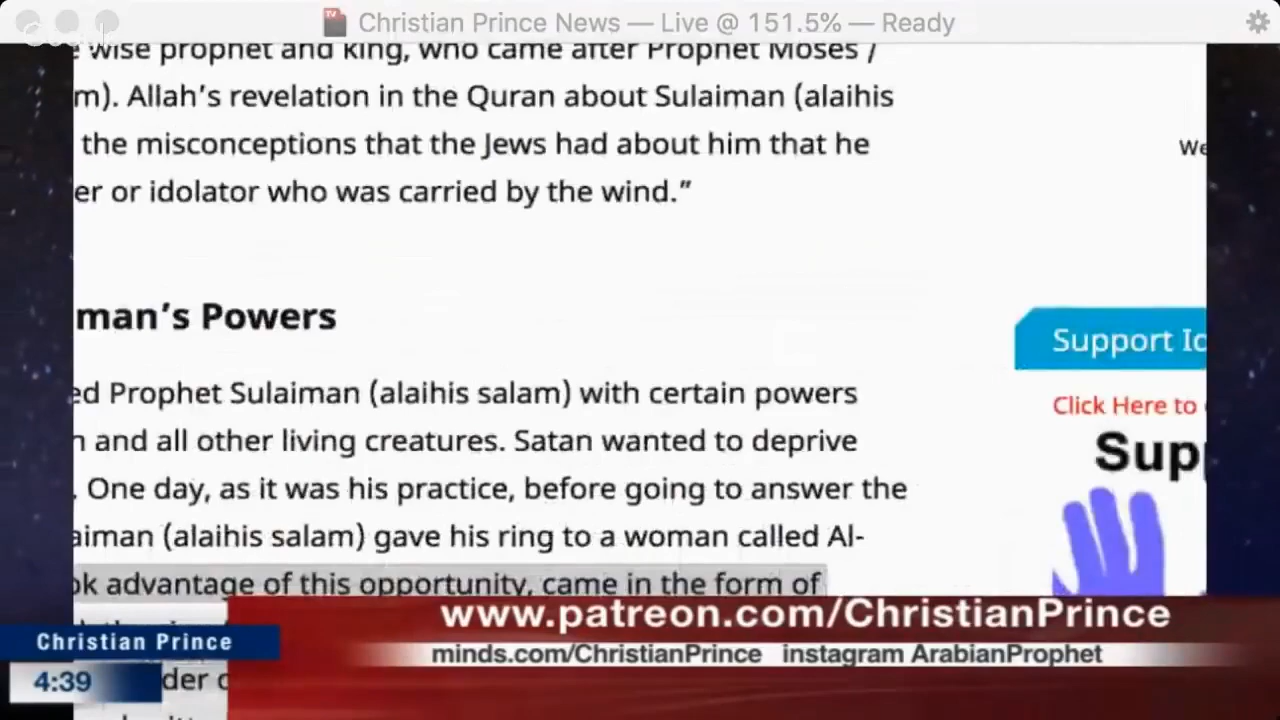 Christian Prince News — Live @ 151.5% — Ready
wise prophet and king, who came after Prophet Moses /
m). Allah's revelation in the Quran about Sulaiman (alaihis
the misconceptions that the Jews had about him that he
er or idolator who was carried by the wind.”
We
man's Powers
Support Ic
ed Prophet Sulaiman (alaihis salam) with certain powers
Click Here to
n and all other living creatures. Satan wanted to deprive
Supp
. One day, as it was his practice, before going to answer the
aiman (alaihis salam) gave his ring to a woman called Al-
ok advantage of this opportunity, came in the form of
www.patreon.com/ChristianPrince
Christian Prince
minds.com/ChristianPrince instagram ArabianProphet
4:39
der c